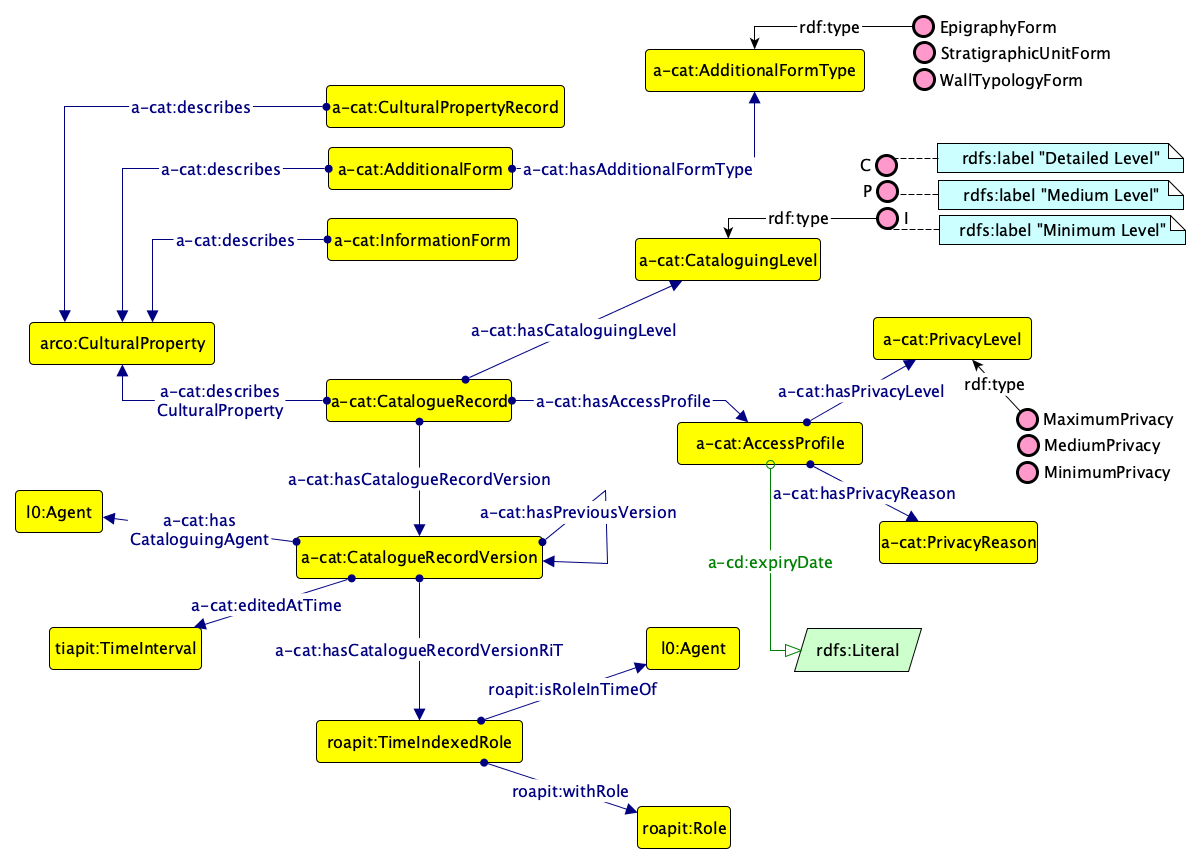 rdf:type
EpigraphyForm
StratigraphicUnitForm
WallTypologyForm
a-cat:AdditionalFormType
a-cat:describes
a-cat:CulturalPropertyRecord
a-cat:describes
a-cat:AdditionalForm
a-cat:hasAdditionalFormType
C
rdfs:label "Detailed Level"
P
rdfs:label "Medium Level"
rdf:type
I
rdfs:label "Minimum Level"
a-cat:describes
a-cat:InformationForm
a-cat:CataloguingLevel
a-cat:hasCataloguingLevel
arco:CulturalProperty
a-cat:PrivacyLevel
rdf:type
a-cat:describes
CulturalProperty
a-cat:CatalogueRecord
a-cat:hasAccessProfile
a-cat:hasPrivacyLevel
MaximumPrivacy
MediumPrivacy
MinimumPrivacy
a-cat:AccessProfile
a-cat:hasCatalogueRecordVersion
a-cat:hasPrivacyReason
l0:Agent
a-cat:has
CataloguingAgent
a-cat:hasPreviousVersion
a-cat:PrivacyReason
a-cat:CatalogueRecordVersion
a-cd:expiryDate
a-cat:editedAtTime
tiapit:TimeInterval
a-cat:hasCatalogueRecordVersionRiT
l0:Agent
rdfs:Literal
roapit:isRoleInTimeOf
roapit:TimeIndexedRole
roapit:withRole
roapit:Role